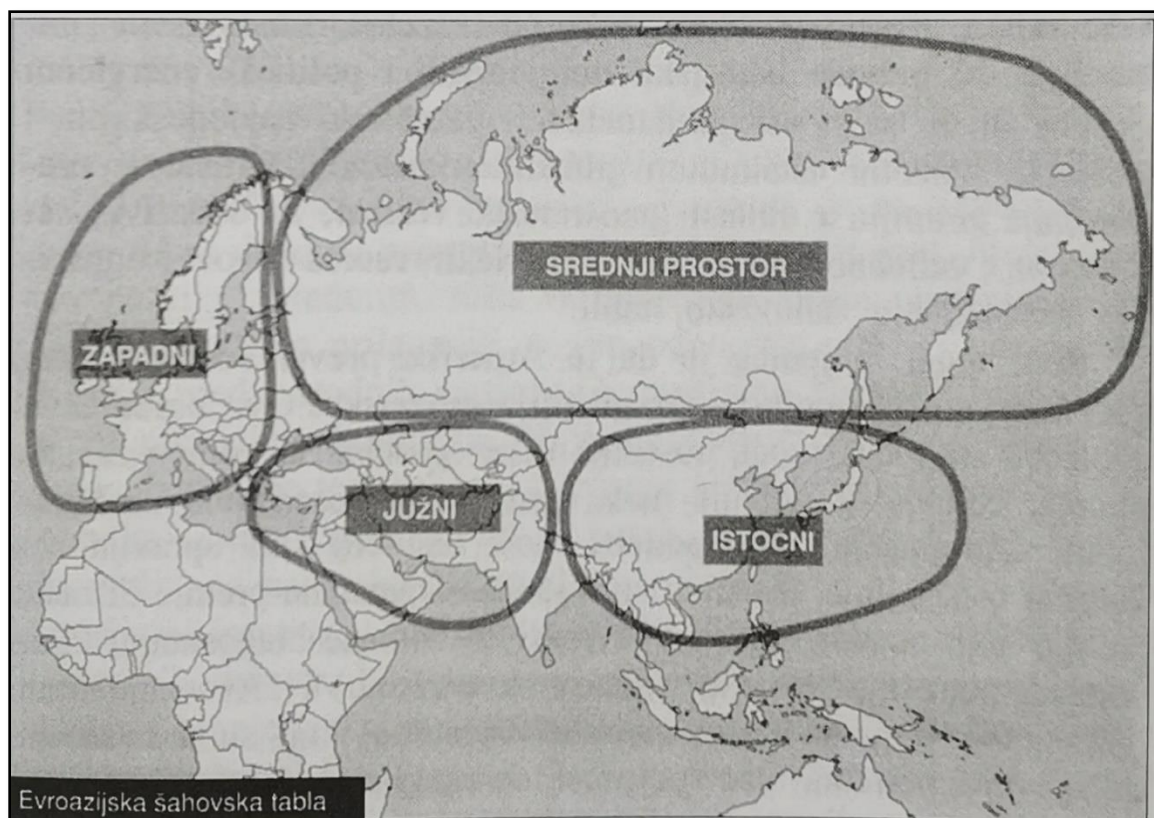 SREDNJI PROSTOR
ZAPADNI
JUŽNI
ISTOČNI
Evroazijska šahovska tabla